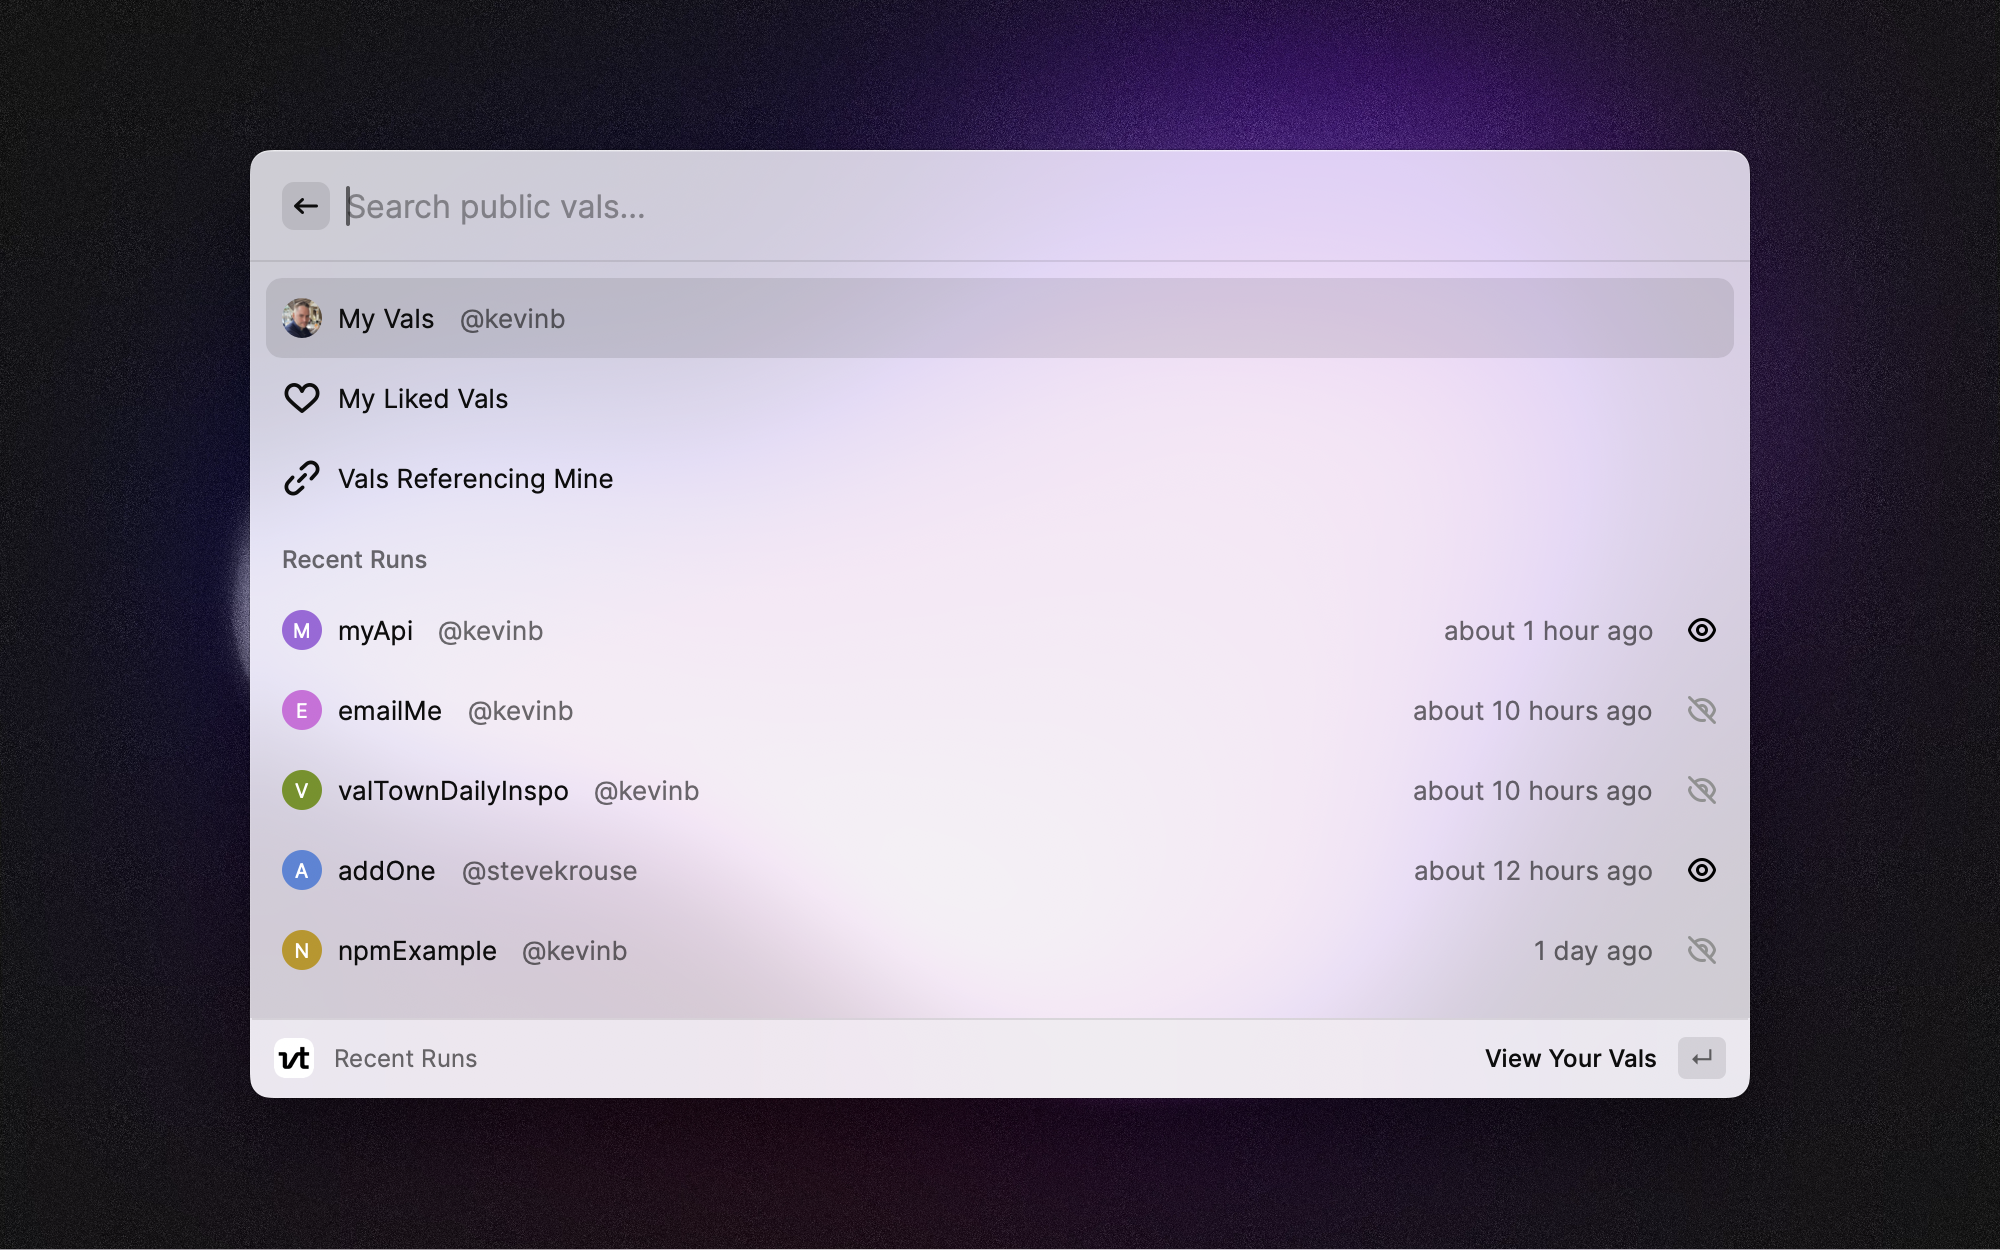 Search public vals...
My Vals @kevinb
My Liked Vals
Vals Referencing Mine
Recent Runs
M myApi @kevinb about 1 hour ago
E emailMe @kevinb about 10 hours ago
V valTownDailyInspo @kevinb about 10 hours ago
A addOne @stevekrouse about 12 hours ago
N npmExample @kevinb 1 day ago
vt Recent Runs View Your Vals